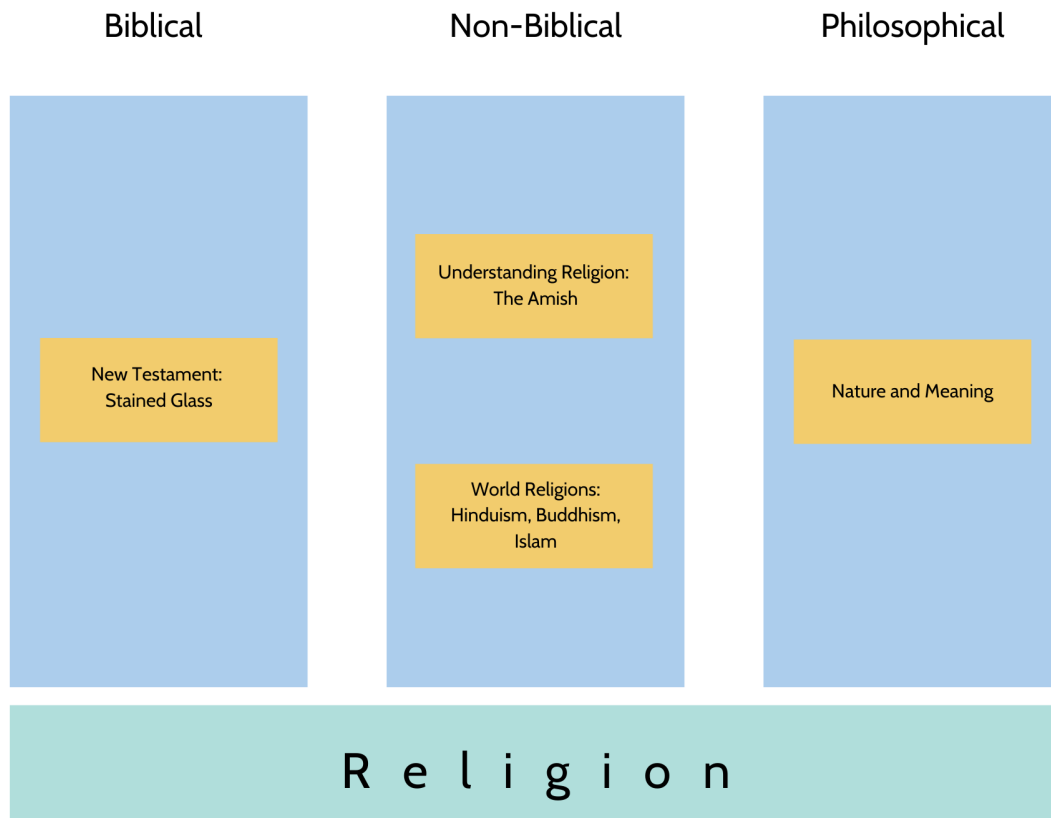 Biblical
Non-Biblical
Philosophical
Understanding Religion:
The Amish
New Testament:
Stained Glass
Nature and Meaning
World Religions:
Hinduism, Buddhism,
Islam
Religion